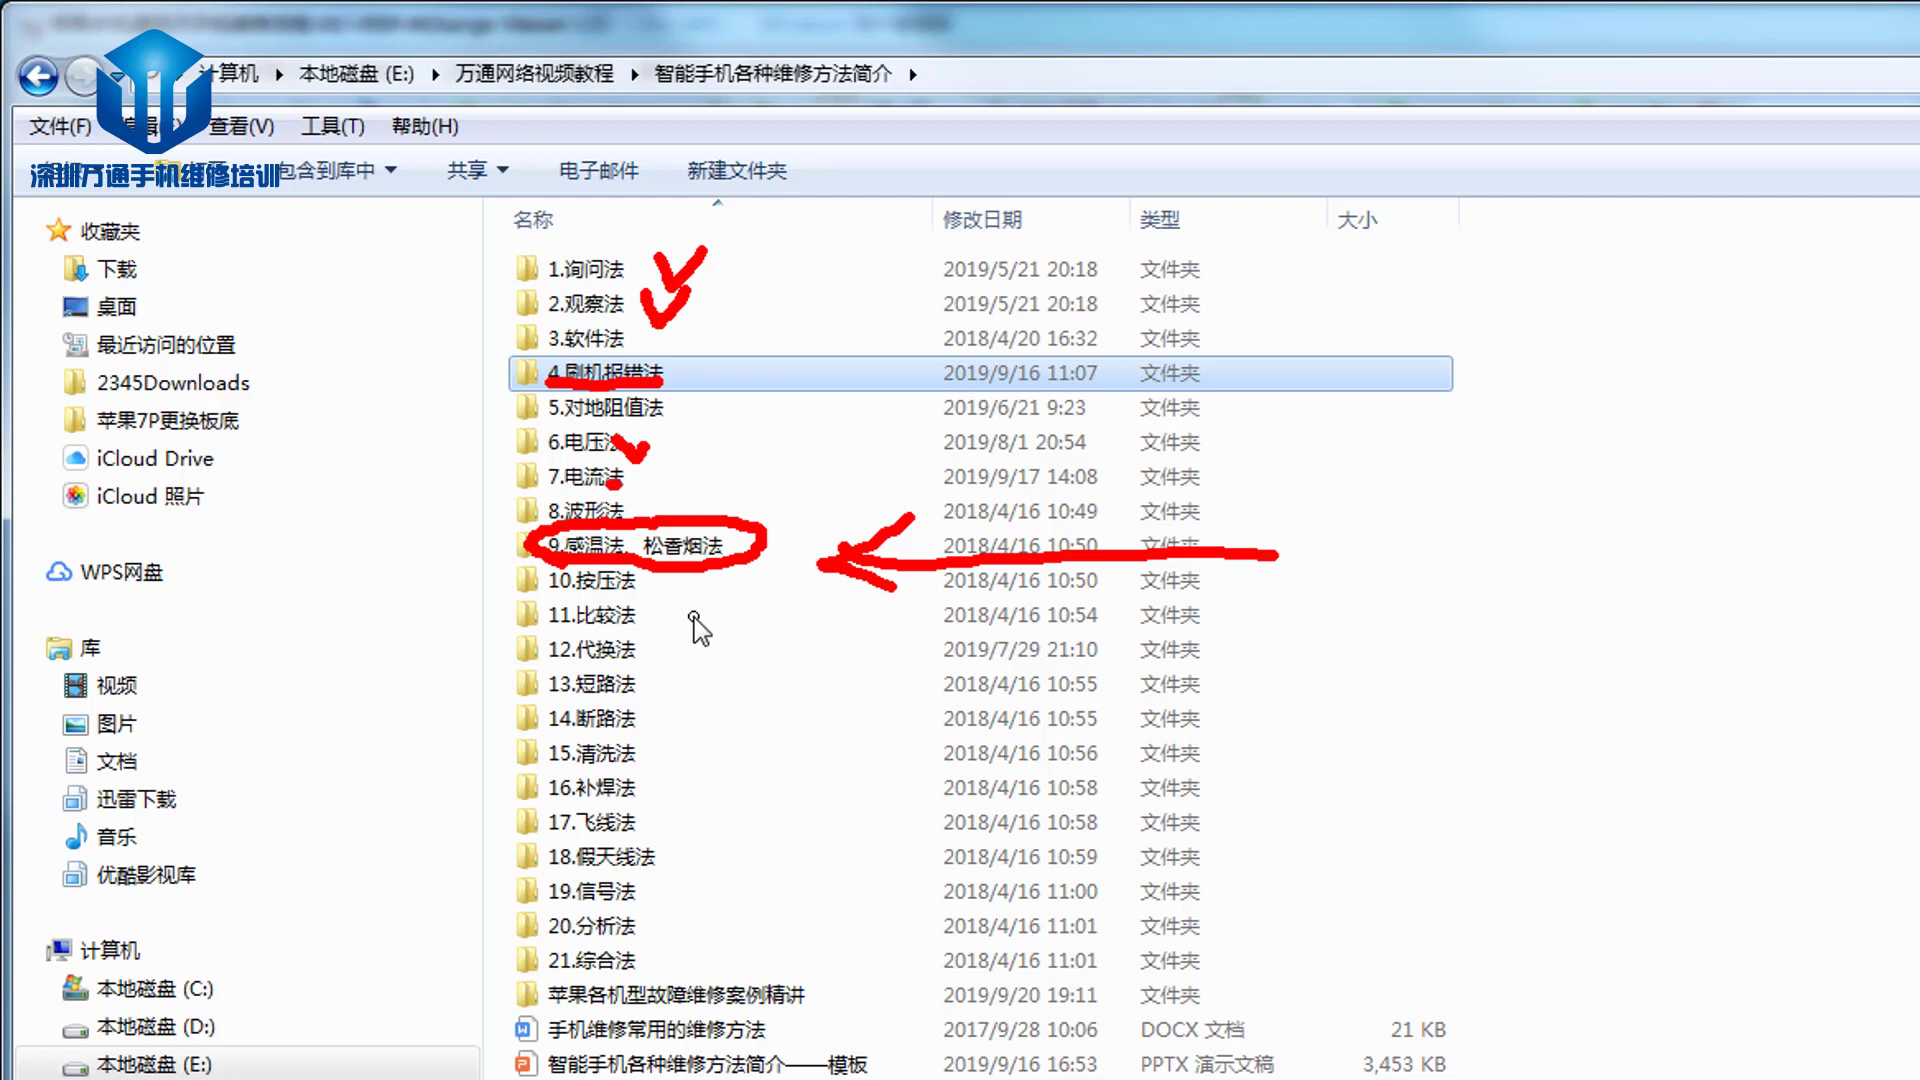 计算机 本地磁盘 (E:) 万通网络视频教程 智能手机各种维修方法简介
文件(F) 编辑(E) 查看(V) 工具(T) 帮助(H)
深圳万通手机维修培训
包含到库中 共享 电子邮件 新建文件夹
名称 修改日期 类型 大小
收藏夹
下载
桌面
最近访问的位置
2345Downloads
苹果7P更换板底
iCloud Drive
iCloud 照片
WPS网盘
库
视频
图片
文档
迅雷下载
音乐
优酷影视库
计算机
本地磁盘 (C:)
本地磁盘 (D:)
本地磁盘 (E:)
1.询问法 2019/5/21 20:18 文件夹
2.观察法 2019/5/21 20:18 文件夹
3.软件法 2018/4/20 16:32 文件夹
4.刷机报错法 2019/9/16 11:07 文件夹
5.对地阻值法 2019/6/21 9:23 文件夹
6.电压法 2019/8/1 20:54 文件夹
7.电流法 2019/9/17 14:08 文件夹
8.波形法 2018/4/16 10:49 文件夹
9.感温法、松香烟法 2018/4/16 10:50 文件夹
10.按压法 2018/4/16 10:50 文件夹
11.比较法 2018/4/16 10:54 文件夹
12.代换法 2019/7/29 21:10 文件夹
13.短路法 2018/4/16 10:55 文件夹
14.断路法 2018/4/16 10:55 文件夹
15.清洗法 2018/4/16 10:56 文件夹
16.补焊法 2018/4/16 10:58 文件夹
17.飞线法 2018/4/16 10:58 文件夹
18.假天线法 2018/4/16 10:59 文件夹
19.信号法 2018/4/16 11:00 文件夹
20.分析法 2018/4/16 11:01 文件夹
21.综合法 2018/4/16 11:01 文件夹
苹果各机型故障维修案例精讲 2019/9/20 19:11 文件夹
手机维修常用的维修方法 2017/9/28 10:06 DOCX 文档 21 KB
智能手机各种维修方法简介——模板 2019/9/16 16:53 PPTX 演示文稿 3,453 KB